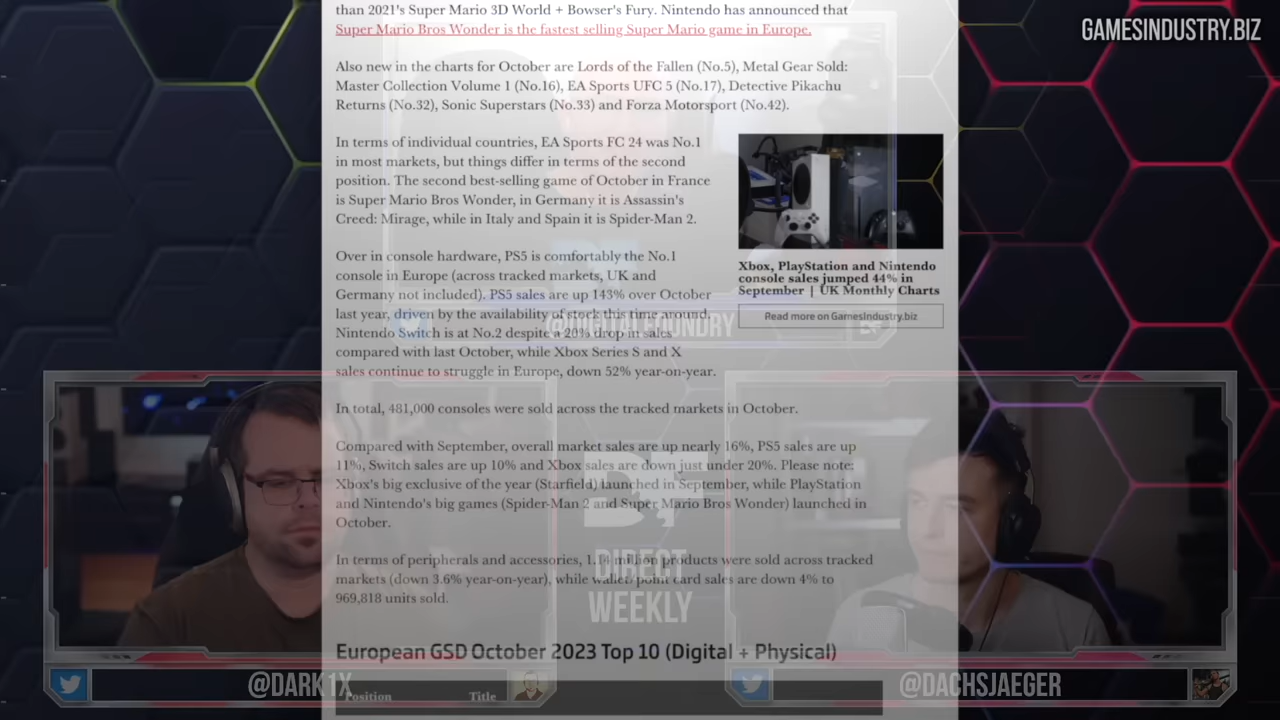 than 2021's Super Mario 3D World + Bowser's Fury. Nintendo has announced that
Super Mario Bros Wonder is the fastest selling Super Mario game in Europe.
GAMESINDUSTRY.BIZ
Also new in the charts for October are Lords of the Fallen (No.5), Metal Gear Sold:
Master Collection Volume 1 (No.16), EA Sports UFC 5 (No.17), Detective Pikachu
Returns (No.32), Sonic Superstars (No.33) and Forza Motorsport (No.42).
In terms of individual countries, EA Sports FC 24 was No.1
in most markets, but things differ in terms of the second
position. The second best-selling game of October in France
is Super Mario Bros Wonder, in Germany it is Assassin's
Creed: Mirage, while in Italy and Spain it is Spider-Man 2.
Over in console hardware, PS5 is comfortably the No.1
console in Europe (across tracked markets, UK and
Germany not included). PS5 sales are up 143% over October
last year, driven by the availability of stock this time around.
Nintendo Switch is at No.2 despite a 20% drop in sales
compared with last October, while Xbox Series S and X
sales continue to struggle in Europe, down 52% year-on-year.
Xbox, PlayStation and Nintendo
console sales jumped 44% in
September | UK Monthly Charts
Read more on GamesIndustry.biz
@DIGITALFOUNDRY
In total, 481,000 consoles were sold across the tracked markets in October.
Compared with September, overall market sales are up nearly 16%, PS5 sales are up
11%, Switch sales are up 10% and Xbox sales are down just under 20%. Please note:
Xbox's big exclusive of the year (Starfield) launched in September, while PlayStation
and Nintendo's big games (Spider-Man 2 and Super Mario Bros Wonder) launched in
October.
In terms of peripherals and accessories, million products were sold across tracked
markets (down 3.6% year-on-year), while wallet/point card sales are down 4% to
969,818 units sold.
DF
DIRECT
WEEKLY
European GSD October 2023 Top 10 (Digital + Physical)
Position Title
@DARK1X
@DACHSJAEGER